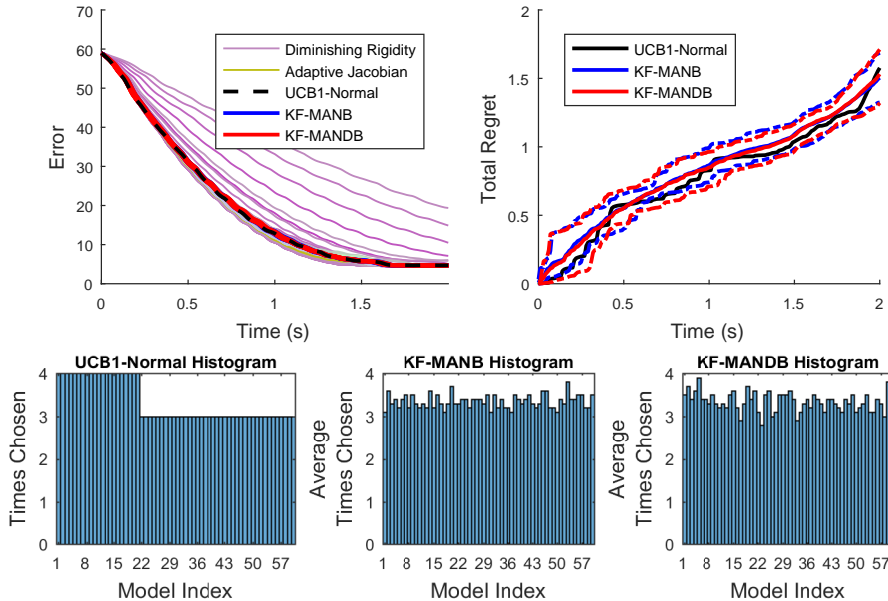 70
60
50
40
30
20
10
0
Error
0
0.5
1
1.5
Time (s)
Diminishing Rigidity
Adaptive Jacobian
UCB1-Normal
KF-MANB
KF-MANDB
2
1.5
1
0.5
0
Total Regret
0
0.5
1
1.5
2
Time (s)
UCB1-Normal
KF-MANB
KF-MANDB
UCB1-Normal Histogram
4
3
2
1
0
Times Chosen
1 8 15 22 29 36 43 50 57
Model Index
KF-MANB Histogram
4
3
2
1
0
Average
Times Chosen
1 8 15 22 29 36 43 50 57
Model Index
KF-MANDB Histogram
4
3
2
1
0
Average
Times Chosen
1 8 15 22 29 36 43 50 57
Model Index